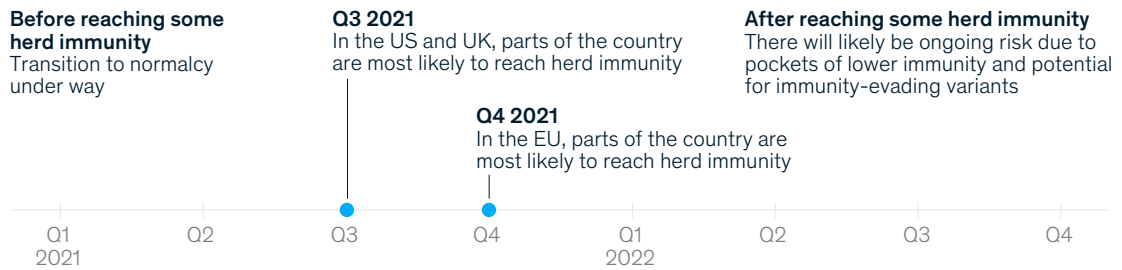 Before reaching some
herd immunity
Transition to normalcy
under way
Q3 2021
In the US and UK, parts of the country
are most likely to reach herd immunity
Q4 2021
In the EU, parts of the country are
most likely to reach herd immunity
After reaching some herd immunity
There will likely be ongoing risk due to
pockets of lower immunity and potential
for immunity-evading variants
Q1 Q2 Q3 Q4 Q1 Q2 Q3 Q4
2021 2022